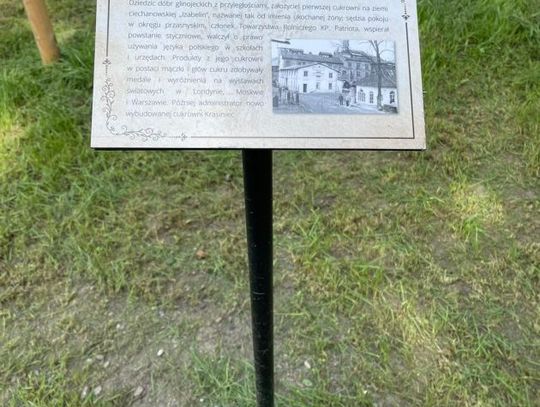 Dziedzic dóbr glinojeckich z przyległościami, założyciel pierwszej cukrowni na ziemi
ciechanowskiej „Izabelin", nazwanej tak od imienia ukochanej żony; sędzia pokoju
w okręgu przasnyskim, członek Towarzystwa Rolniczego KP. Patriota, wspierał
powstanie styczniowe, walczył o prawo
używania języka polskiego w szkołach
i urzędach. Produkty z jego cukrowni
w postaci mączki i głów cukru zdobywały
medale i wyróżnienia na wystawach
światowych w Londynie, Moskwie
i Warszawie. Później administrator nowo
wybudowanej cukrowni Krasiniec.